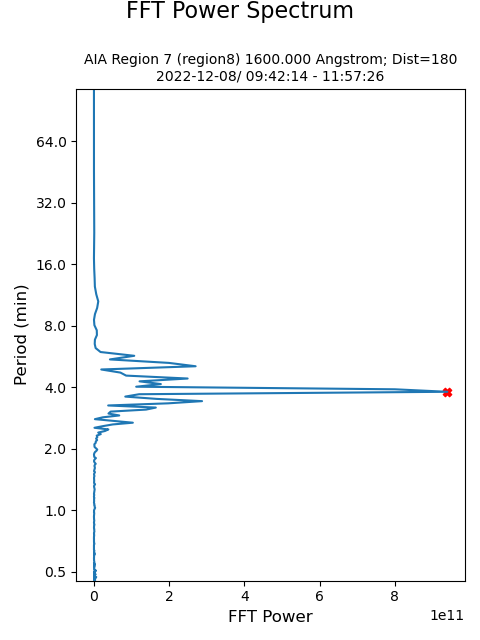 FFT Power Spectrum
AIA Region 7 (region8) 1600.000 Angstrom; Dist=180
2022-12-08/ 09:42:14 - 11:57:26
Period (min)
64.0
32.0
16.0
8.0
4.0
2.0
1.0
0.5
0 2 4 6 8
1e11
FFT Power